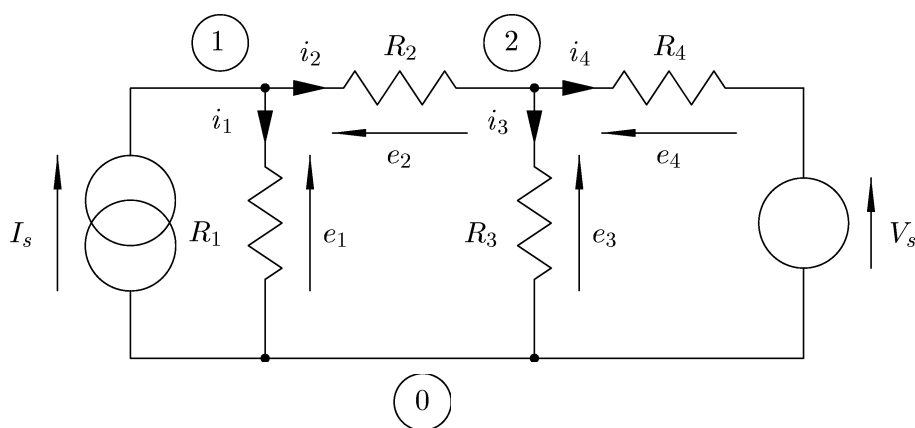 1 2
i₂ R₂ i₄ R₄
i₁ i₃
e₂ e₄
Iₛ R₁ e₁ R₃ e₃ Vₛ
0